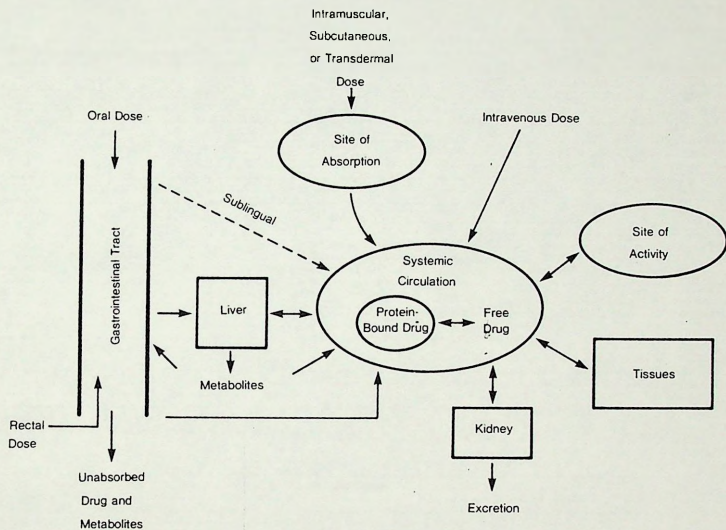 Intramuscular,
Subcutaneous,
or Transdermal
Dose
Oral Dose
Intravenous Dose
Site of
Absorption
Sublingual
Gastrointestinal Tract
Systemic
Circulation
Site of
Activity
Liver
Protein-
Bound Drug
Free
Drug
Metabolites
Tissues
Rectal
Dose
Kidney
Unabsorbed
Drug and
Metabolites
Excretion